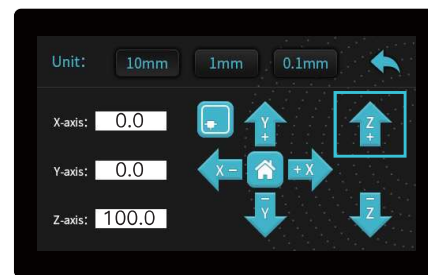 Unit: 10mm 1mm 0.1mm
X-axis: 0.0
Y-axis: 0.0
Z-axis: 100.0
Y+
X- +X
Y-
Z+
Z-